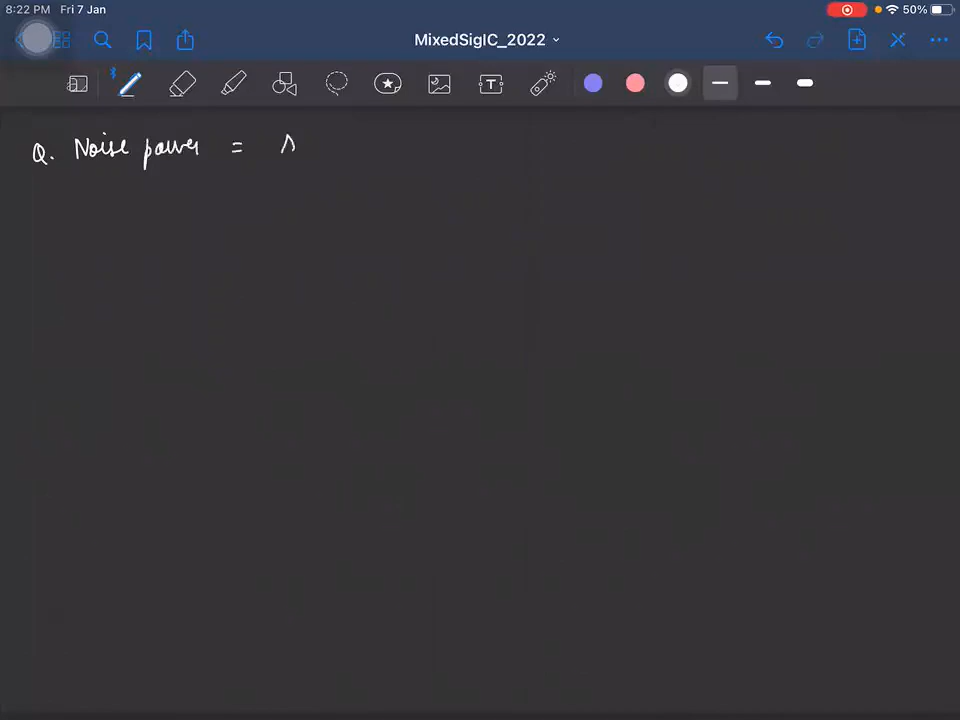 8:22 PM Fri 7 Jan 50%
MixedSigIC_2022
T
Q. Noise power =